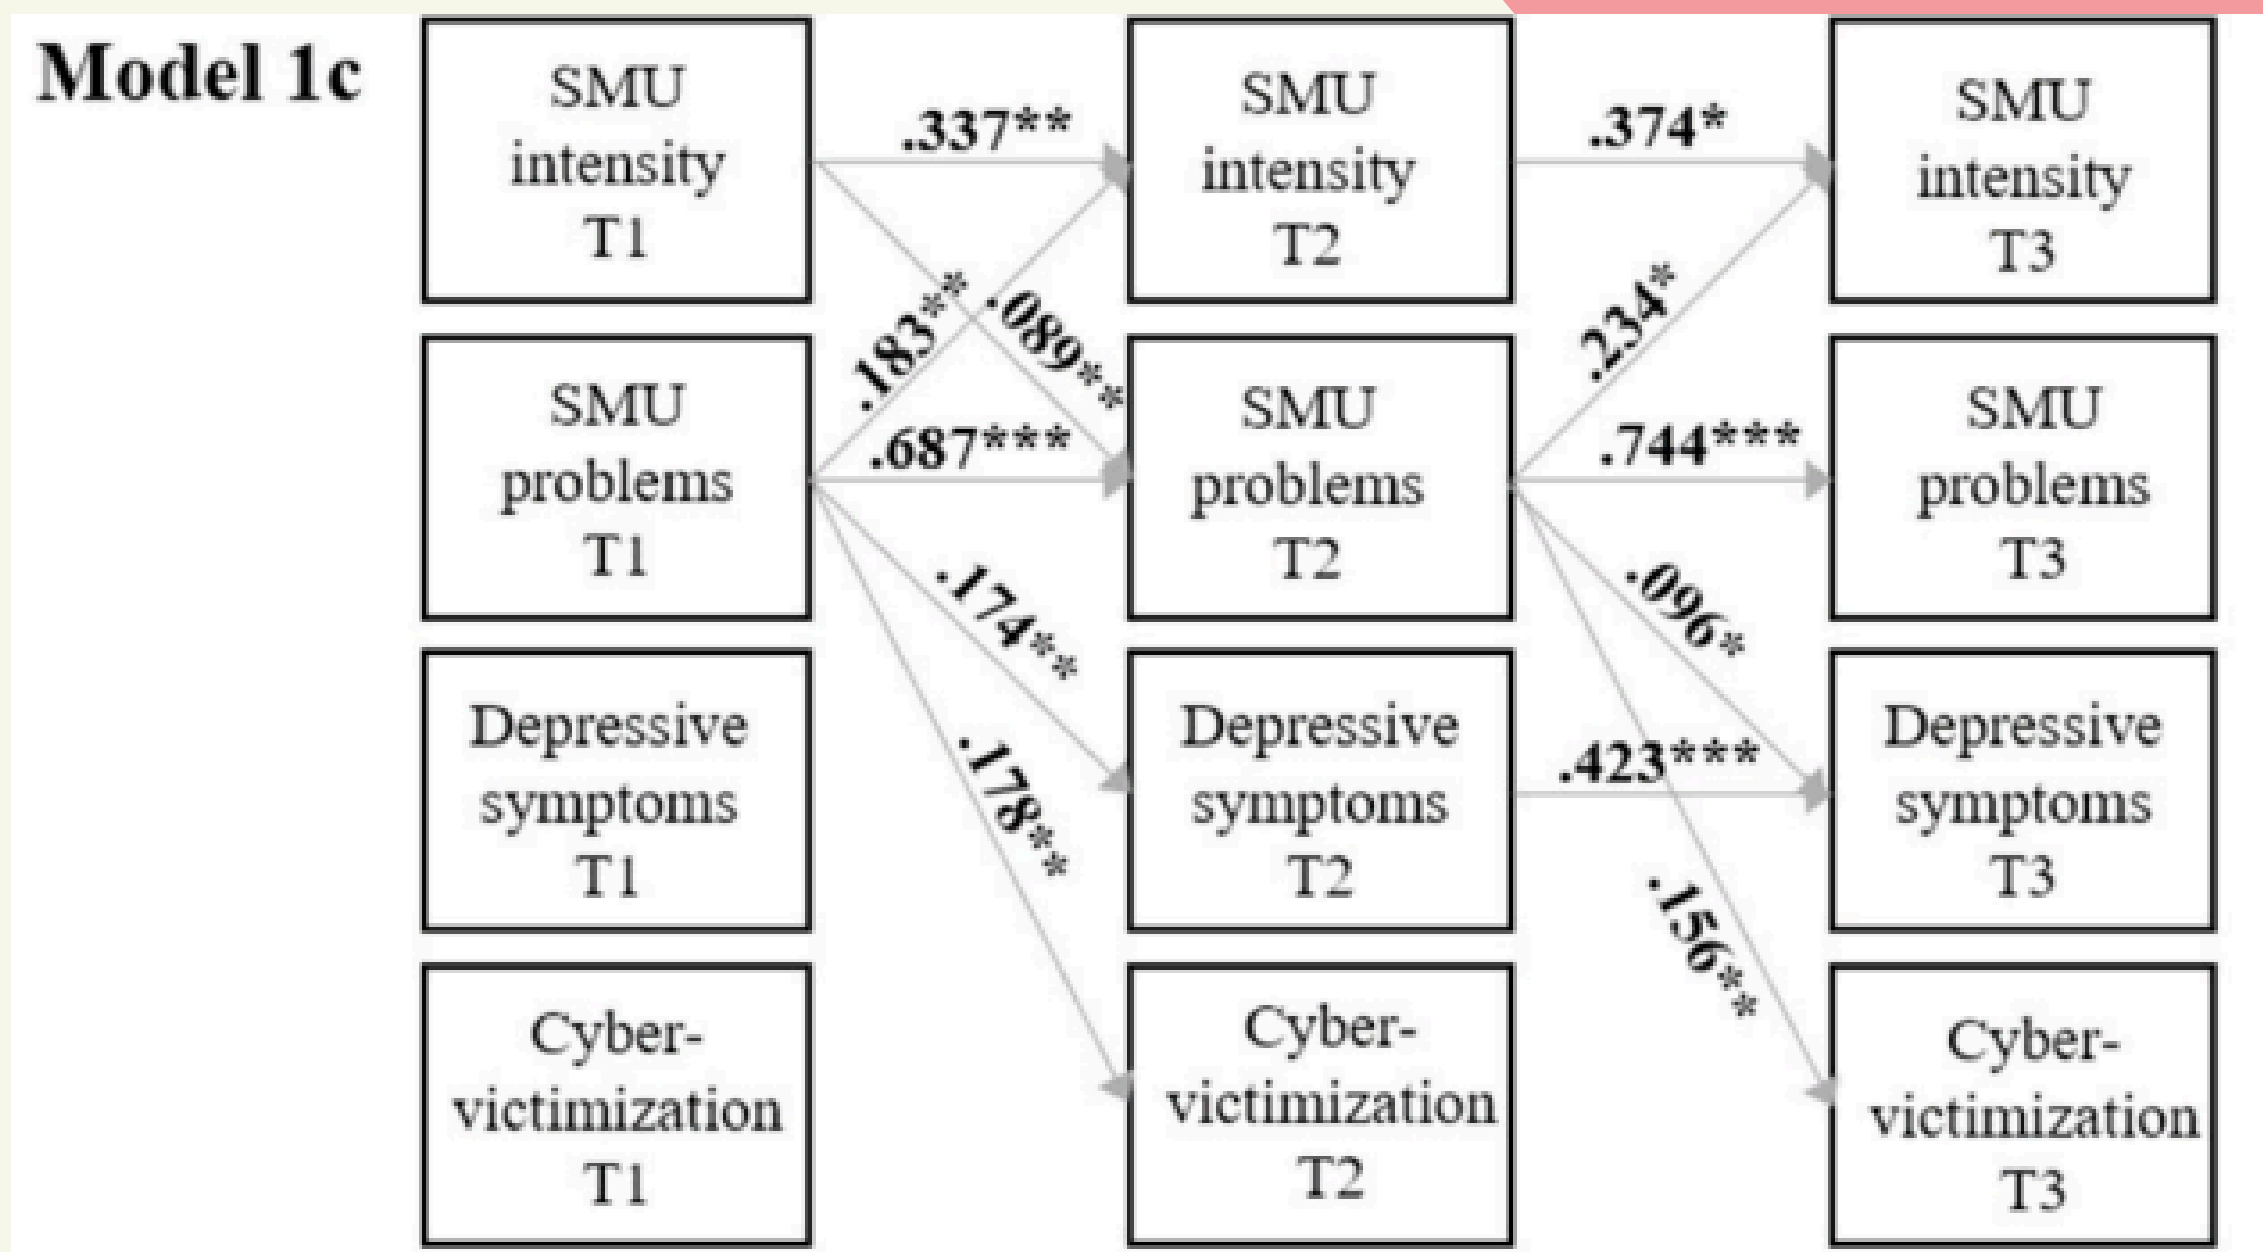 Model 1c
SMU
intensity
T1
.337**
SMU
intensity
T2
.374*
SMU
intensity
T3
.183**
.089**
.234*
SMU
problems
T1
.687***
SMU
problems
T2
.744***
SMU
problems
T3
.174**
.178**
.096*
Depressive
symptoms
T1
Depressive
symptoms
T2
.423***
Depressive
symptoms
T3
.156**
Cyber-
victimization
T1
Cyber-
victimization
T2
Cyber-
victimization
T3